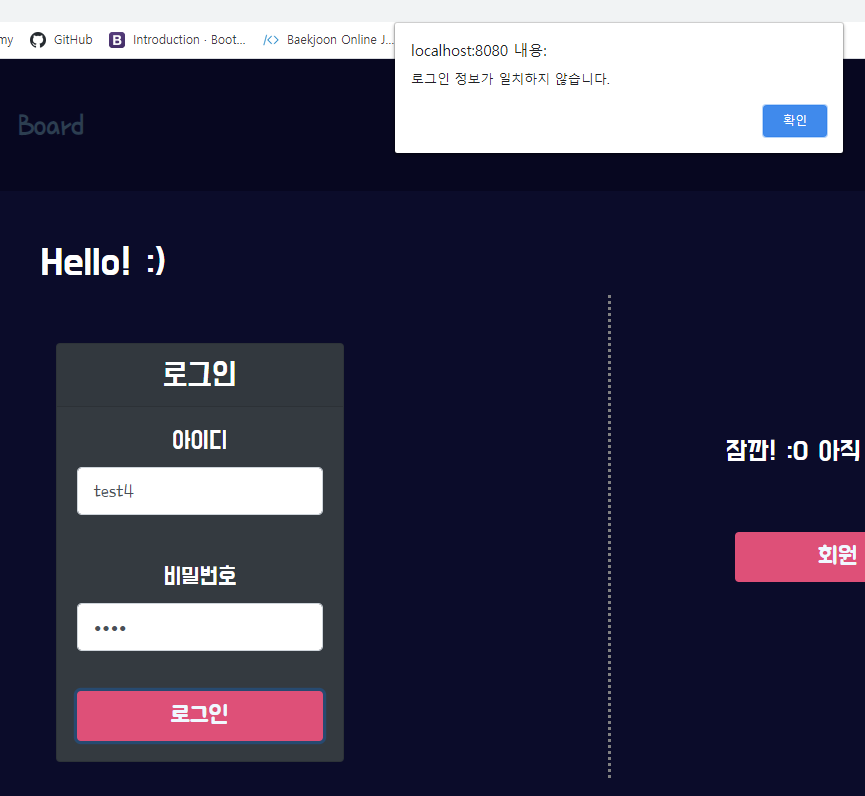 my GitHub Introduction · Boot... Baekjoon Online J...
localhost:8080 내용:
로그인 정보가 일치하지 않습니다.
확인
Board
Hello! :)
로그인
아이디
test4
비밀번호
••••
로그인
잠깐! :O 아직
회원